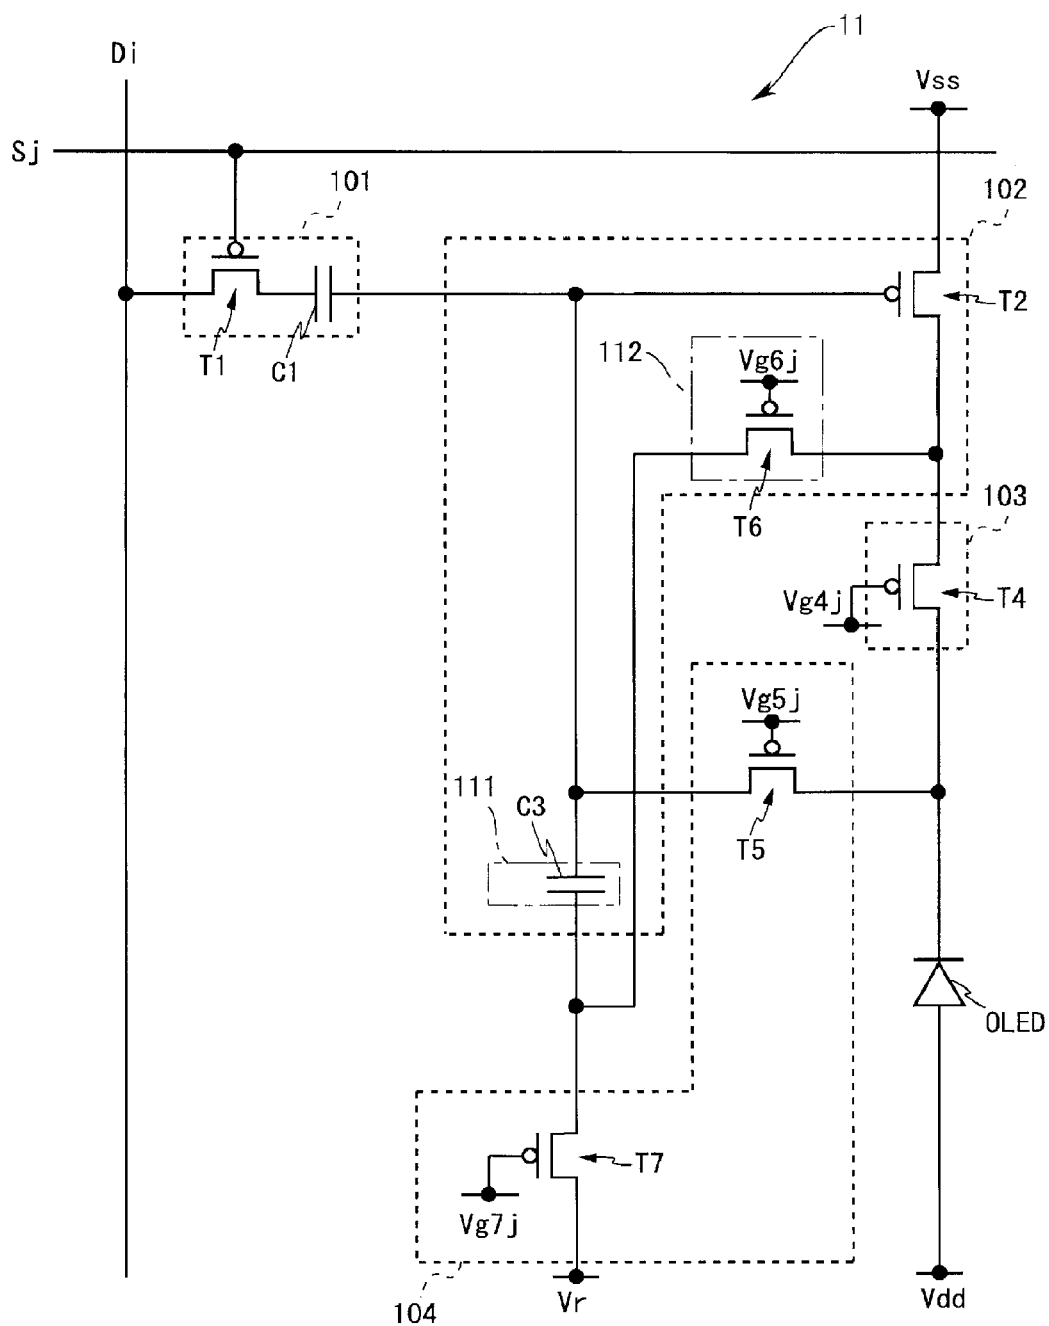 11
Di
Vss
Sj
101
102
T2
T1
C1
112
Vg6j
T6
103
Vg4j
T4
Vg5j
111
C3
T5
OLED
T7
Vg7j
104
Vr
Vdd